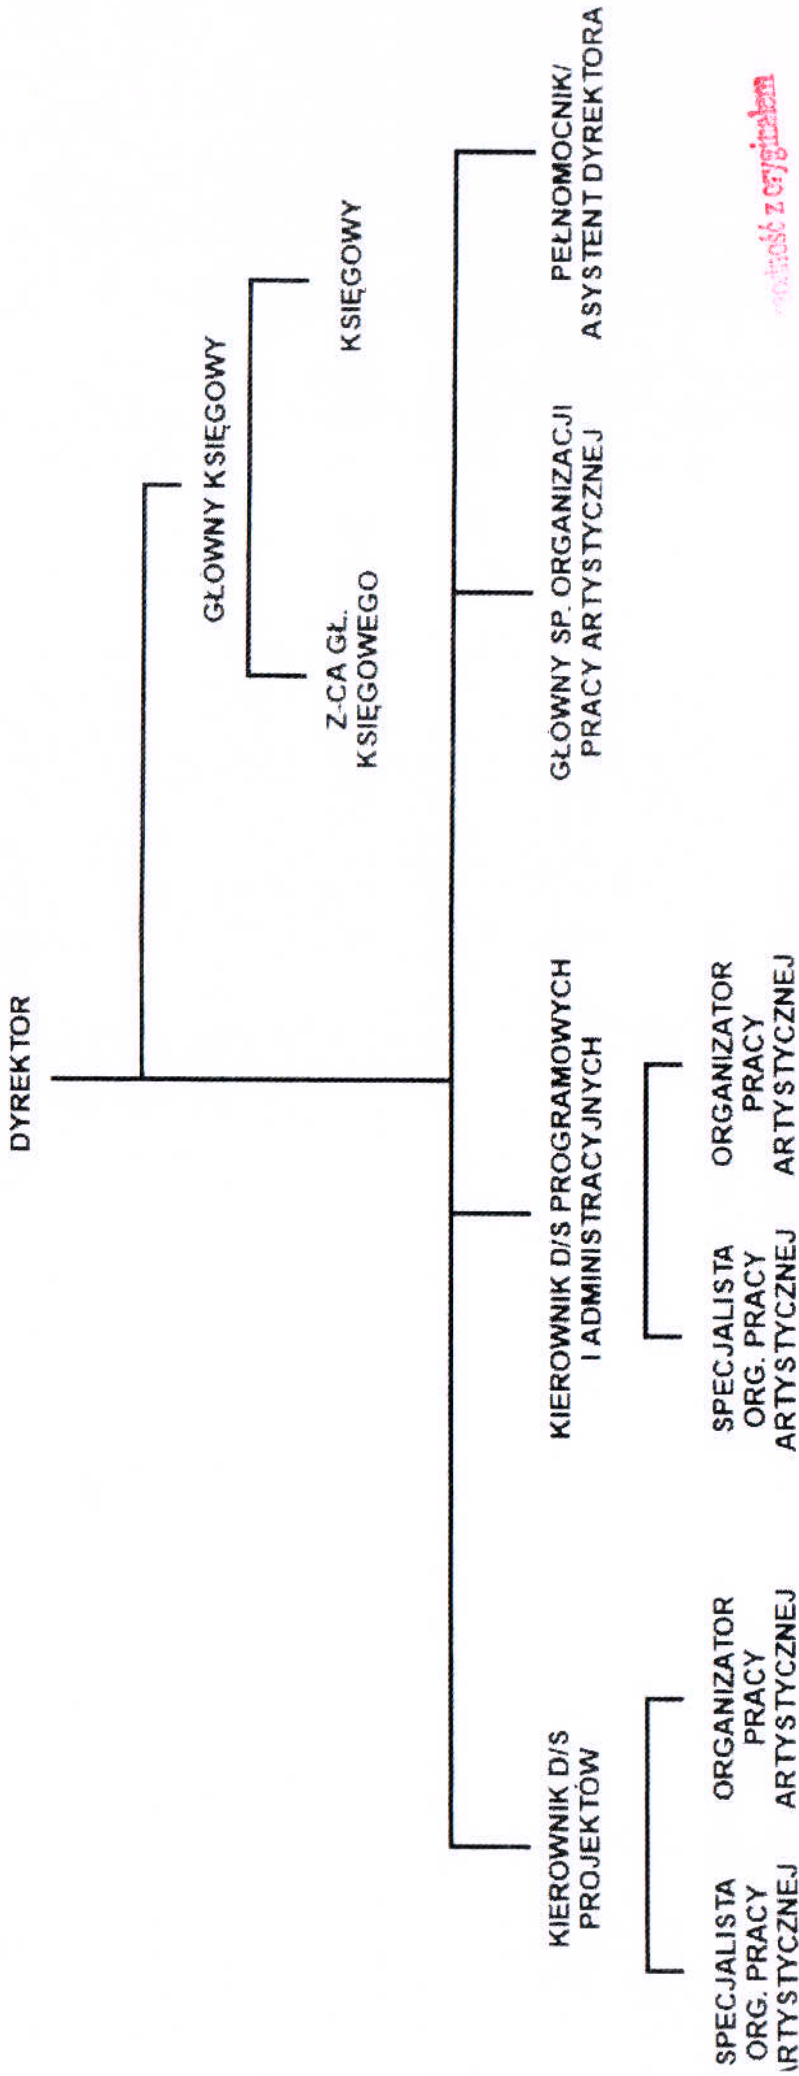 DYREKTOR
GŁÓWNY KSIĘGOWY
Z-CA GŁ.
KSIĘGOWEGO
KSIĘGOWY
KIEROWNIK D/S
PROJEKTÓW
KIEROWNIK D/S PROGRAMOWYCH
I ADMINISTRACYJNYCH
GŁÓWNY SP. ORGANIZACJI
PRACY ARTYSTYCZNEJ
PEŁNOMOCNIK/
ASYSTENT DYREKTORA
SPECJALISTA
ORG. PRACY
ARTYSTYCZNEJ
ORGANIZATOR
PRACY
ARTYSTYCZNEJ
SPECJALISTA
ORG. PRACY
ARTYSTYCZNEJ
ORGANIZATOR
PRACY
ARTYSTYCZNEJ
z oryginałem